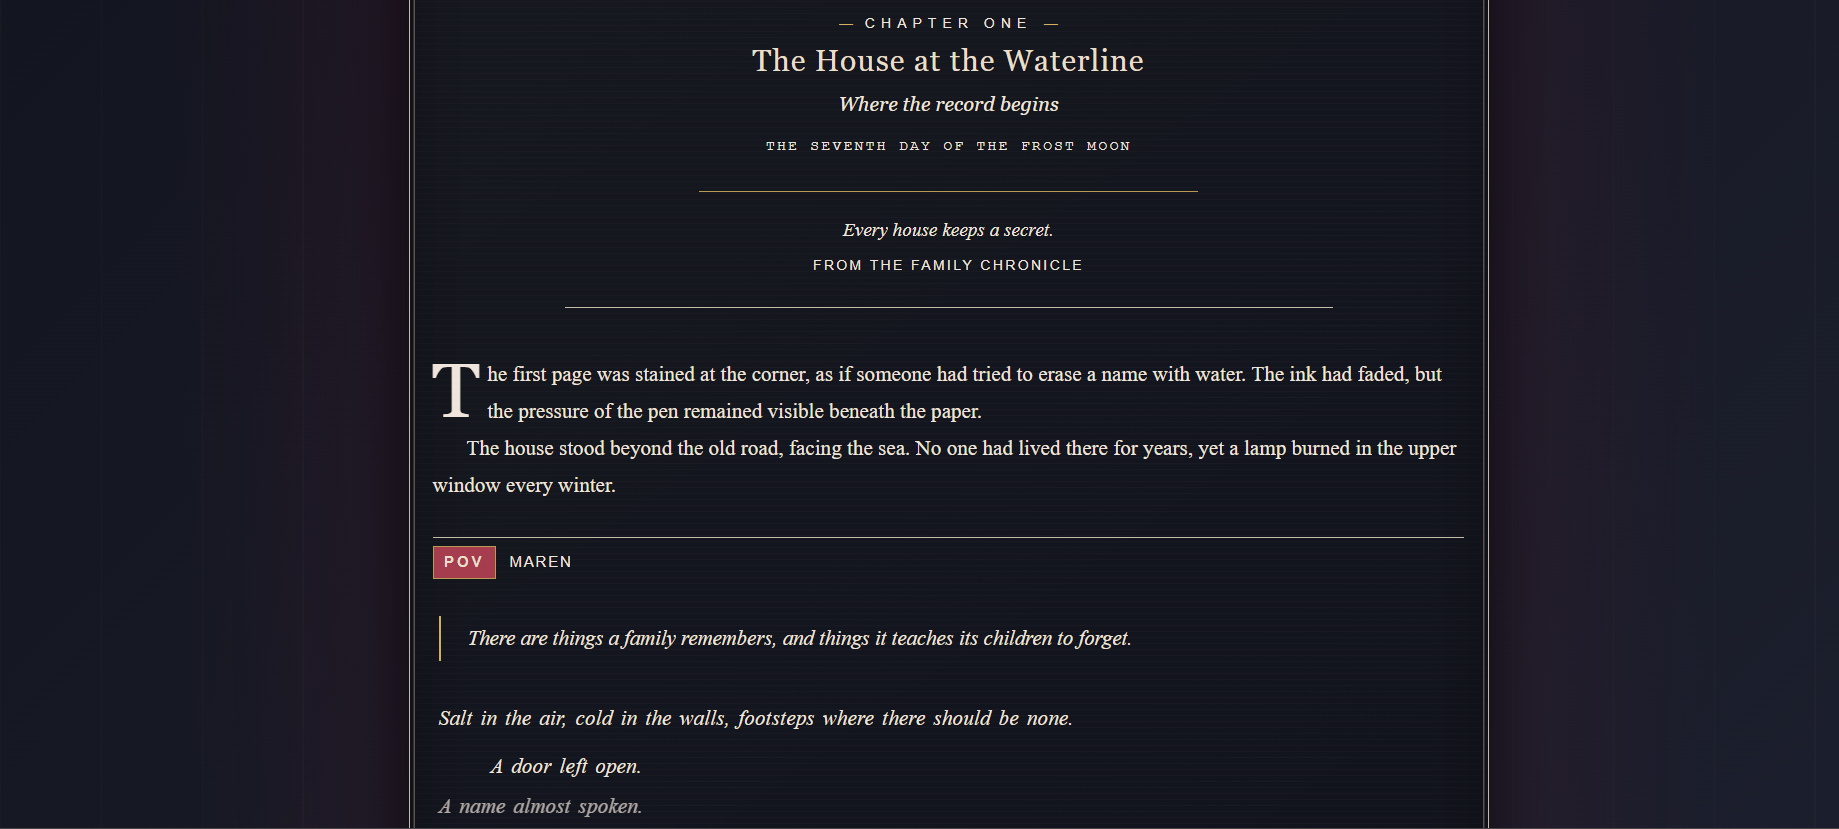 — CHAPTER ONE —
The House at the Waterline
Where the record begins
THE SEVENTH DAY OF THE FROST MOON
Every house keeps a secret.
FROM THE FAMILY CHRONICLE
The first page was stained at the corner, as if someone had tried to erase a name with water. The ink had faded, but
the pressure of the pen remained visible beneath the paper.
The house stood beyond the old road, facing the sea. No one had lived there for years, yet a lamp burned in the upper
window every winter.
POV MAREN
There are things a family remembers, and things it teaches its children to forget.
Salt in the air, cold in the walls, footsteps where there should be none.
A door left open.
A name almost spoken.